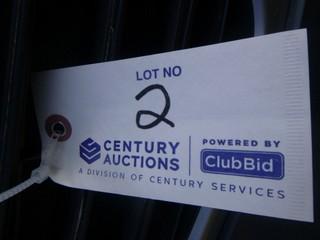 LOT NO
2
CENTURY AUCTIONS
POWERED BY
ClubBid
A DIVISION OF CENTURY SERVICES